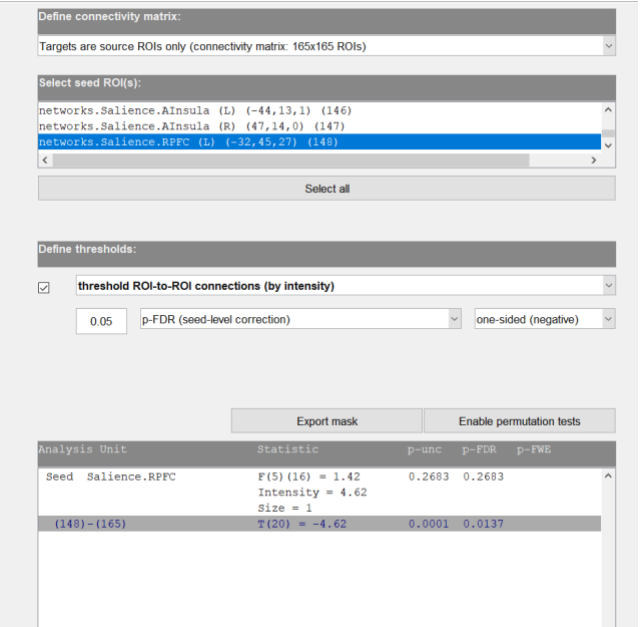 Define connectivity matrix:
Targets are source ROIs only (connectivity matrix: 165x165 ROIs)
Select seed ROI(s):
networks.Salience.AInsula (L) (-44,13,1) (146)
networks.Salience.AInsula (R) (47,14,0) (147)
networks.Salience.RPFC (L) (-32,45,27) (148)
Select all
Define thresholds:
threshold ROI-to-ROI connections (by intensity)
0.05 p-FDR (seed-level correction) one-sided (negative)
Export mask Enable permutation tests
Analysis Unit Statistic p-unc p-FDR p-FWE
Seed Salience.RPFC F(5)(16) = 1.42 0.2683 0.2683
Intensity = 4.62
Size = 1
(148)-(165) T(20) = -4.62 0.0001 0.0137